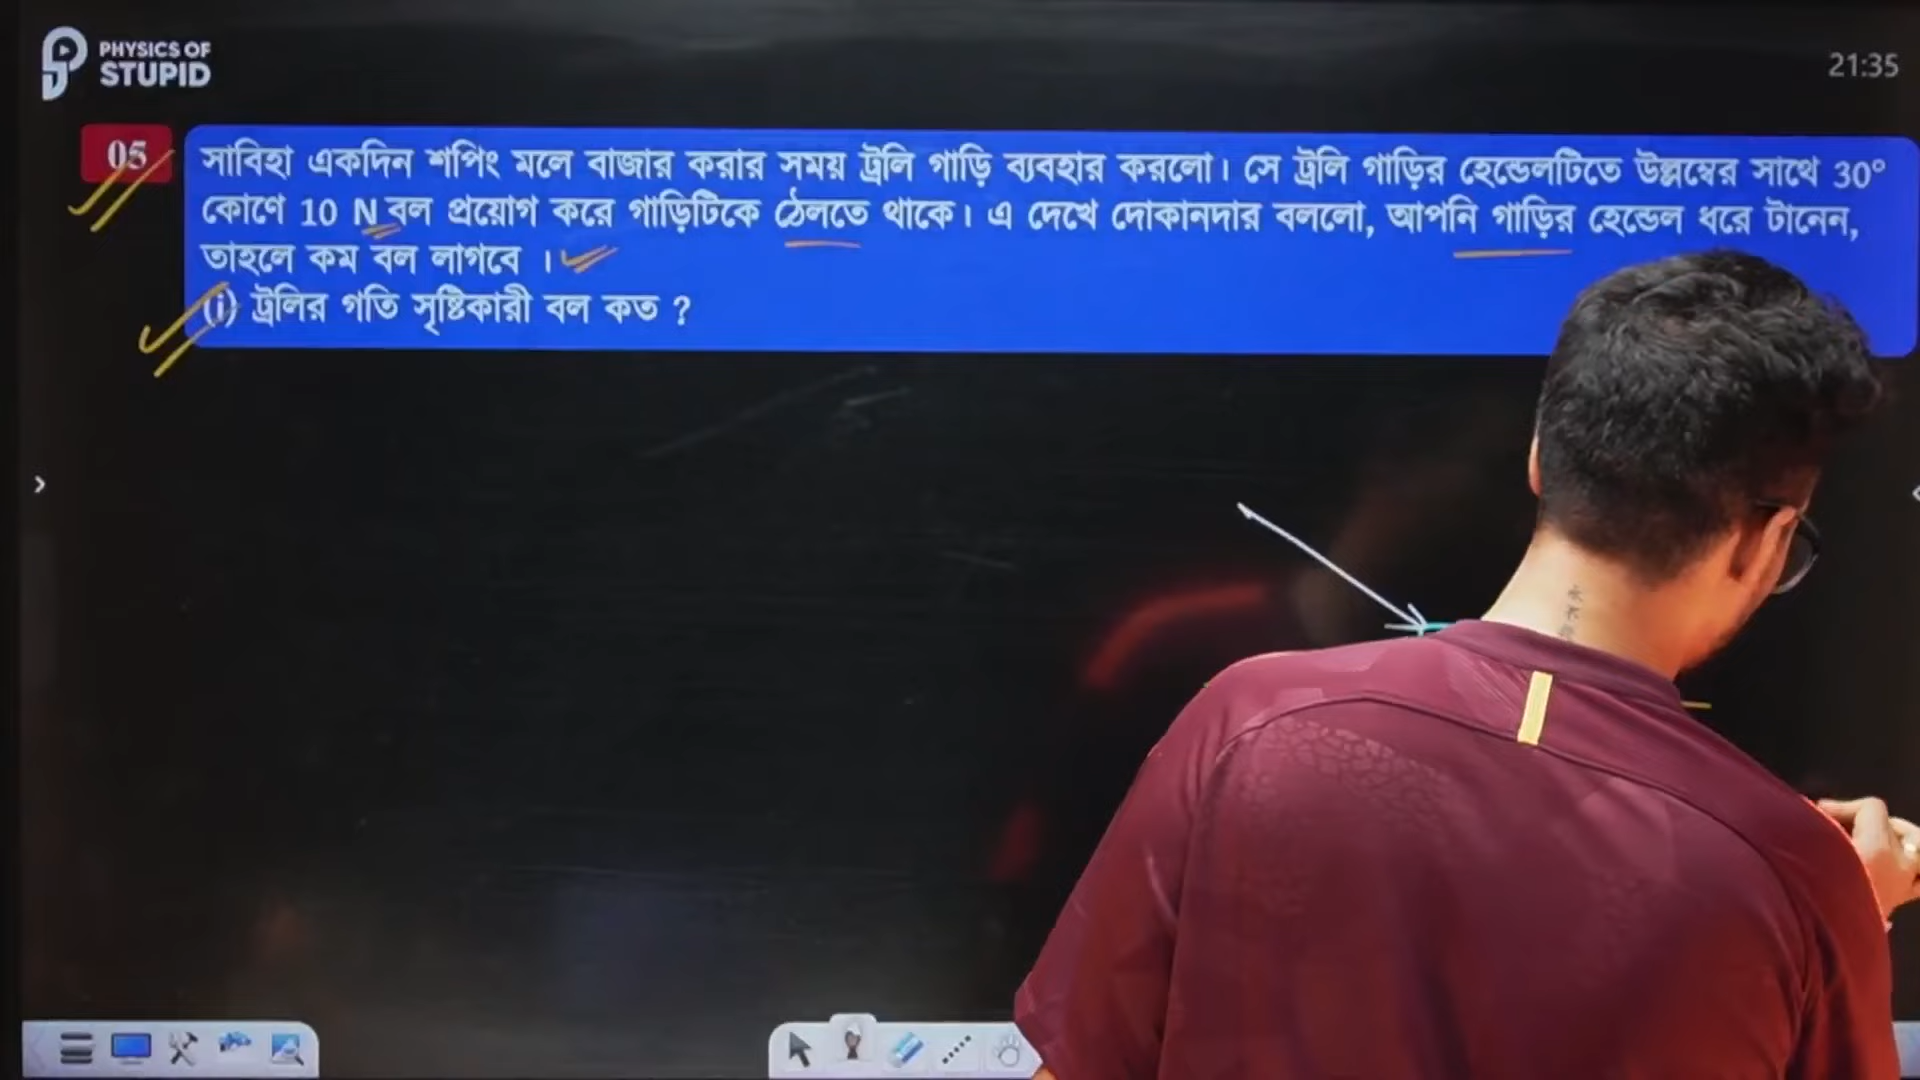 PHYSICS OF
STUPID
21:35
05
সাবিহা একদিন শপিং মলে বাজার করার সময় ট্রলি গাড়ি ব্যবহার করলো। সে ট্রলি গাড়ির হেন্ডেলটিতে উল্লম্বের সাথে 30°
কোণে 10 N বল প্রয়োগ করে গাড়িটিকে ঠেলতে থাকে। এ দেখে দোকানদার বললো, আপনি গাড়ির হেন্ডেল ধরে টানেন,
তাহলে কম বল লাগবে ।
(i) ট্রলির গতি সৃষ্টিকারী বল কত ?